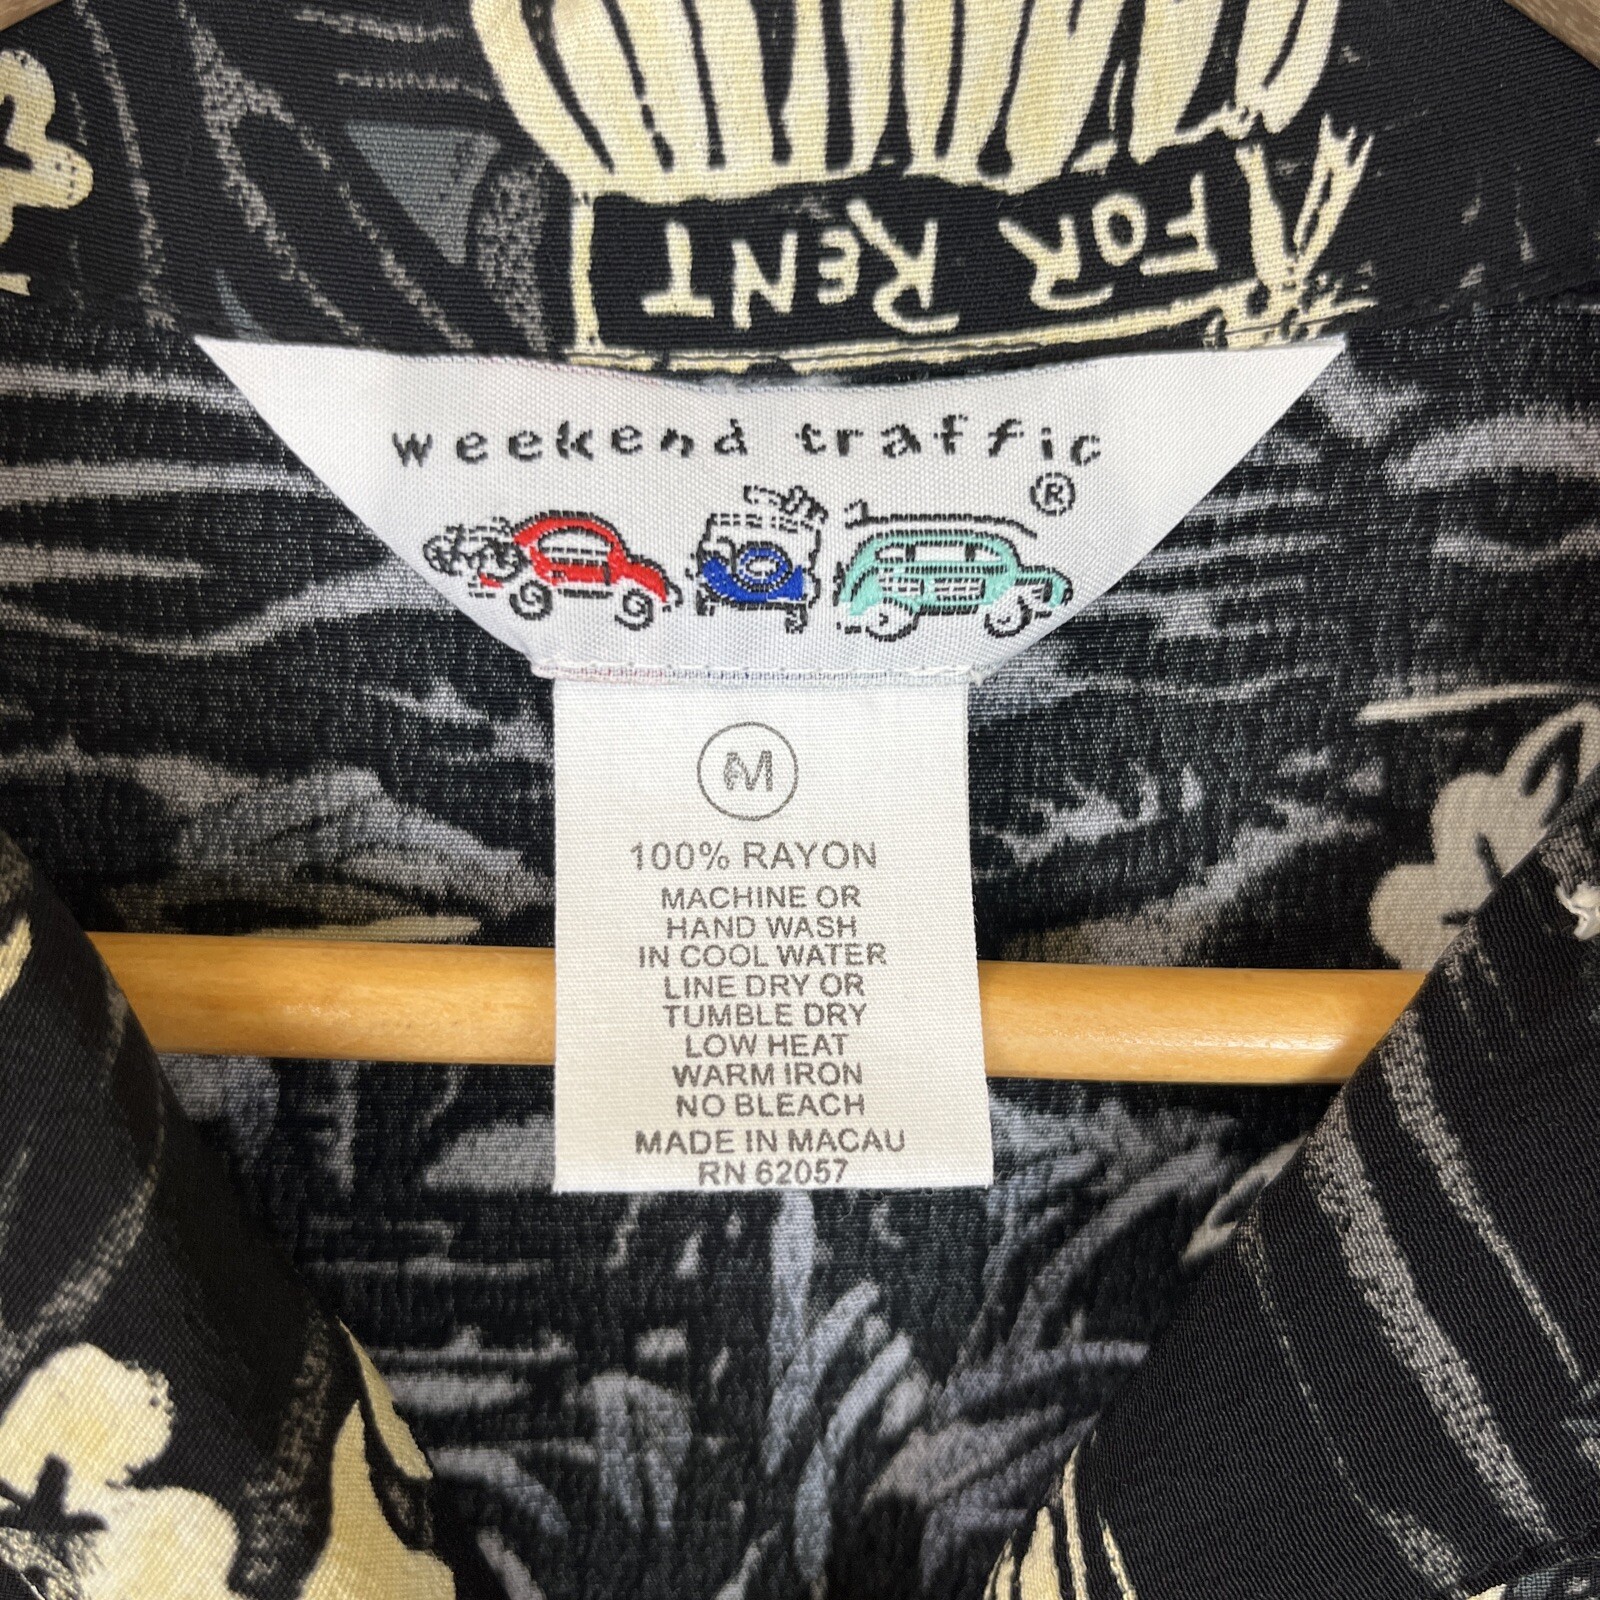 FOR RENT
weekend traffic
®
M
100% RAYON
MACHINE OR
HAND WASH
IN COOL WATER
LINE DRY OR
TUMBLE DRY
LOW HEAT
WARM IRON
NO BLEACH
MADE IN MACAU
RN 62057